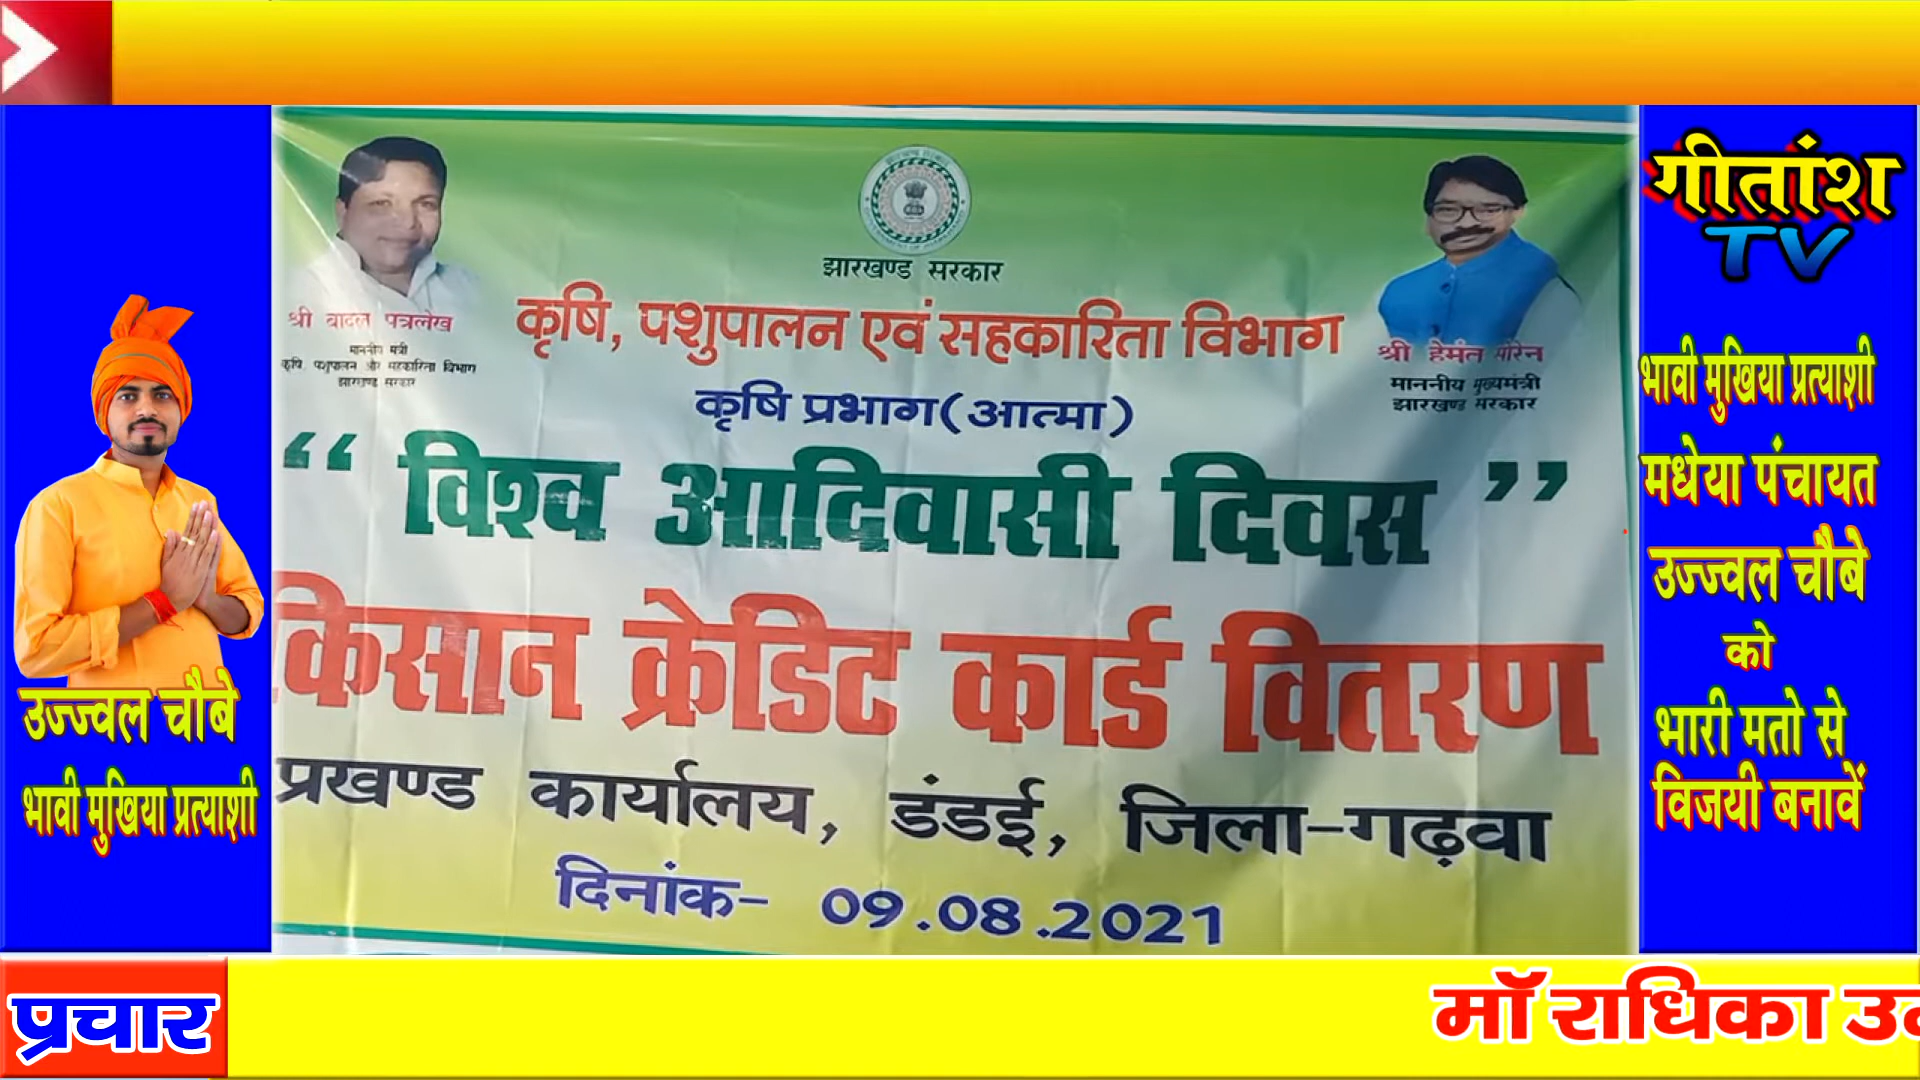 झारखण्ड सरकार
श्री बादल पत्रलेख
माननीय मंत्री
कृषि, पशुपालन और सहकारिता विभाग
झारखण्ड सरकार
कृषि, पशुपालन एवं सहकारिता विभाग
श्री हेमंत सोरेन
माननीय मुख्यमंत्री
झारखण्ड सरकार
कृषि प्रभाग(आत्मा)
“ विश्व आदिवासी दिवस ”
किसान क्रेडिट कार्ड वितरण
प्रखण्ड कार्यालय, डंडई, जिला-गढ़वा
दिनांक- 09.08.2021
उज्ज्वल चौबे
भावी मुखिया प्रत्याशी
गीतांश
TV
भावी मुखिया प्रत्याशी
मधेया पंचायत
उज्ज्वल चौबे
को
भारी मतो से
विजयी बनावें
प्रचार
मॉ राधिका